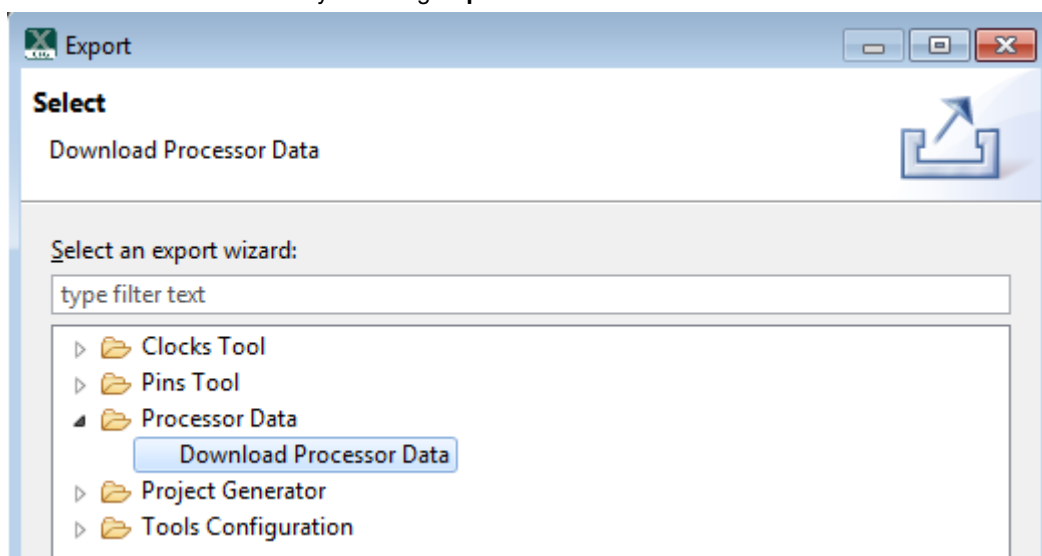 Export
Select
Download Processor Data
Select an export wizard:
type filter text
Clocks Tool
Pins Tool
Processor Data
Download Processor Data
Project Generator
Tools Configuration